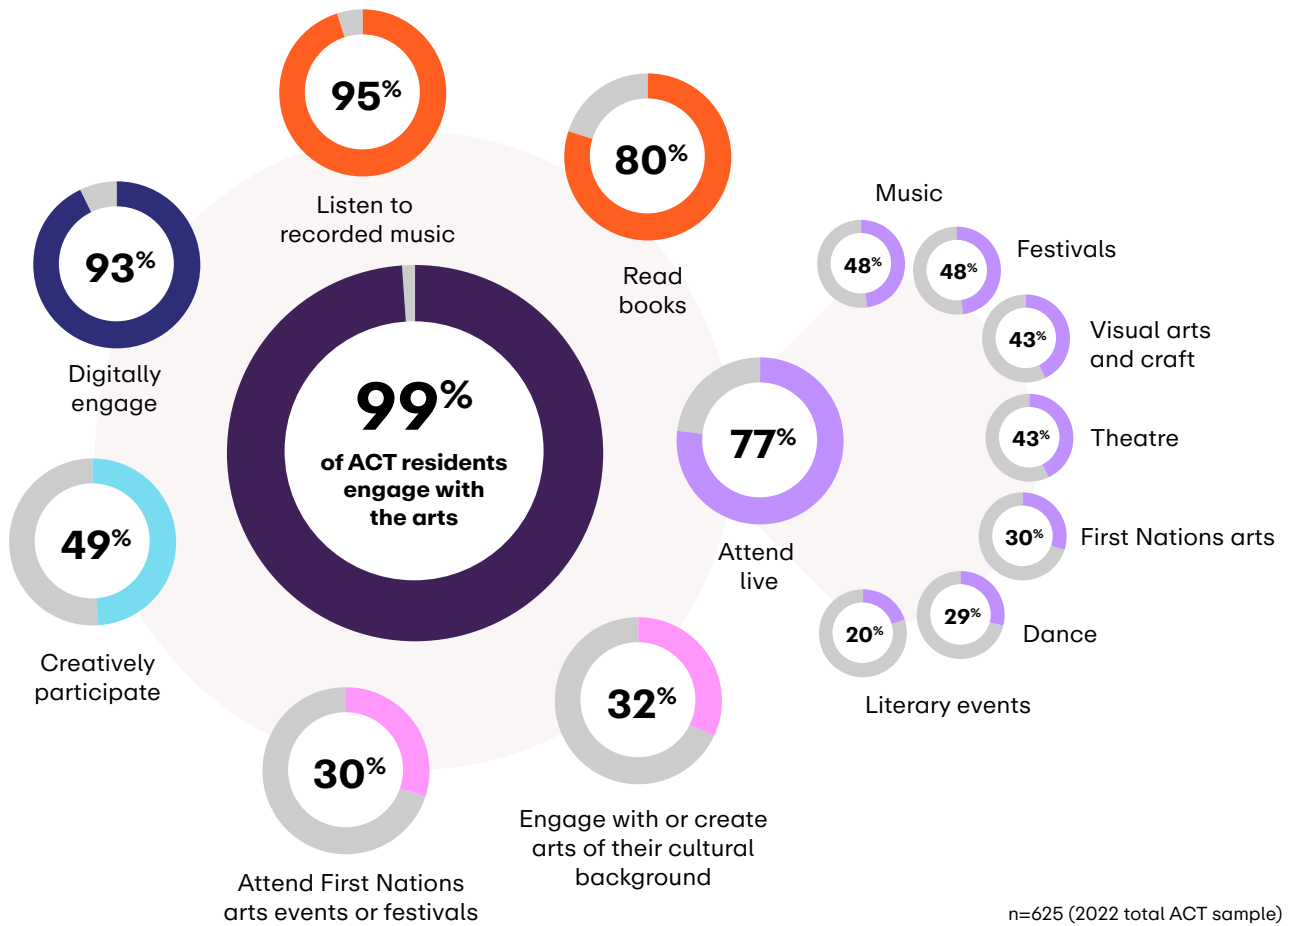 95%
Listen to
recorded music
80%
Read
books
93%
Digitally
engage
99%
of ACT residents
engage with
the arts
49%
Creatively
participate
30%
Attend First Nations
arts events or festivals
32%
Engage with or create
arts of their cultural
background
77%
Attend
live
Music
48%
48%
Festivals
43%
Visual arts
and craft
43%
Theatre
30%
First Nations arts
29%
Dance
20%
Literary events
n=625 (2022 total ACT sample)